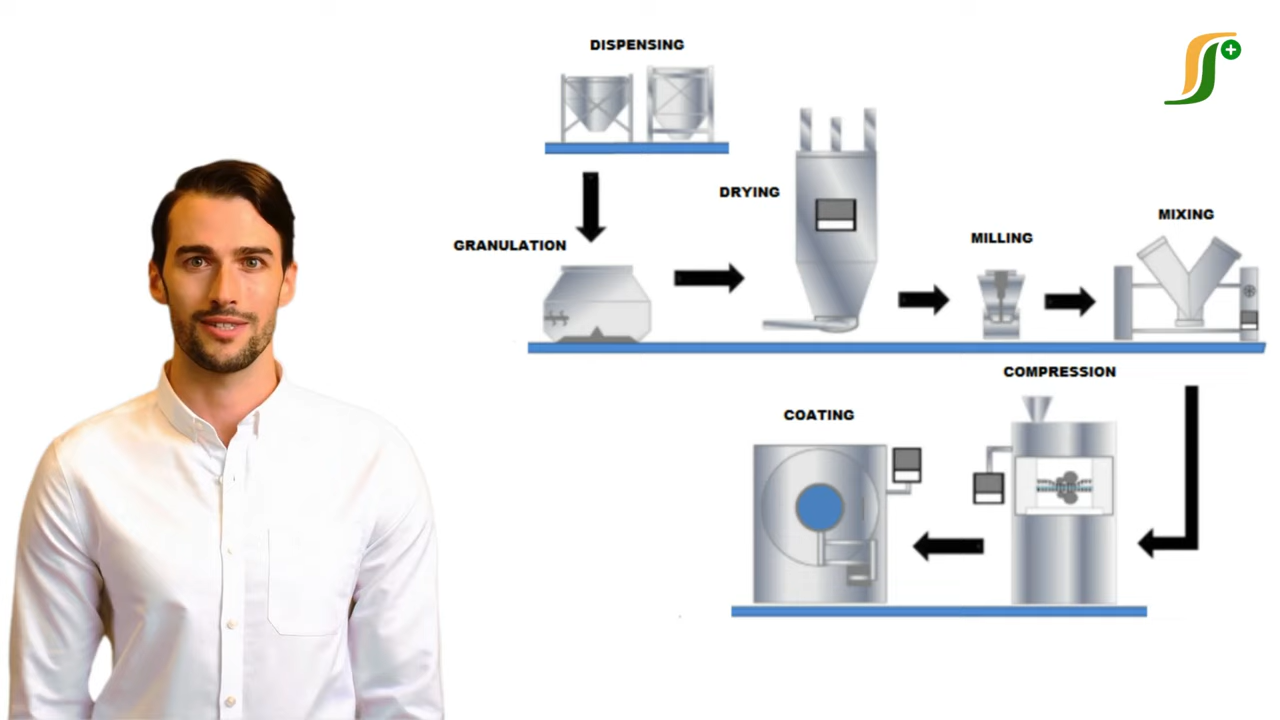 DISPENSING
GRANULATION
DRYING
MILLING
MIXING
COMPRESSION
COATING